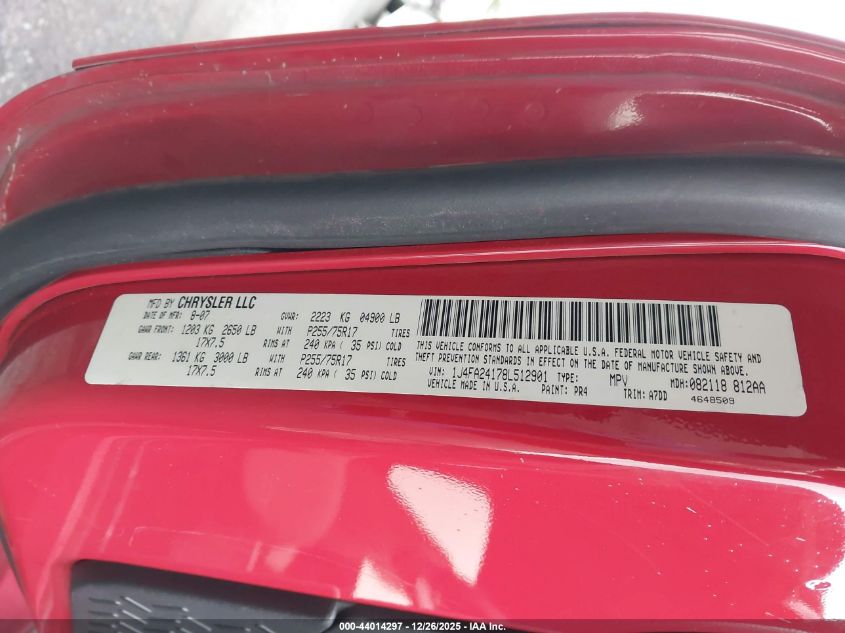 MFD BY CHRYSLER LLC
DATE OF MFD: 8-07
GVWR: 2223 KG 04900 LB
GAWR FRONT: 1203 KG 2650 LB WITH P255/75R17 TIRES
17X7.5 RIMS AT 240 KPA ( 35 PSI) COLD
GAWR REAR: 1361 KG 3000 LB WITH P255/75R17 TIRES
17X7.5 RIMS AT 240 KPA ( 35 PSI) COLD
THIS VEHICLE CONFORMS TO ALL APPLICABLE U.S.A. FEDERAL MOTOR VEHICLE SAFETY AND
THEFT PREVENTION STANDARDS IN EFFECT ON THE DATE OF MANUFACTURE SHOWN ABOVE.
VIN: 1J4FA24178L512901 TYPE: MPV MDH: 082118 812AA
VEHICLE MADE IN U.S.A. PAINT: PR4 TRIM: A7DD 4648509
000-44014297 - 12/26/2025 - IAA Inc.